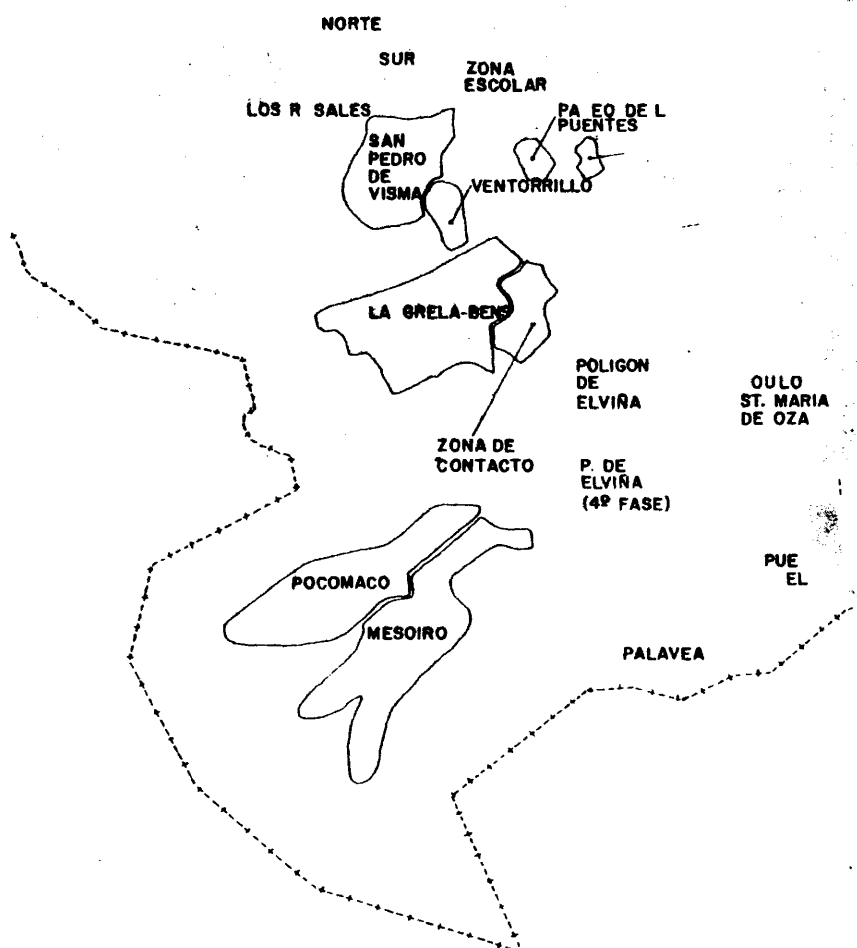 NORTE
SUR
ZONA
ESCOLAR
LOS R SALES
PA EO DE L
PUENTES
SAN
PEDRO
DE
VISMA
VENTORRILLO
LA GRELA-BENS
POLIGON
DE
ELVIÑA
OULO
ST. MARIA
DE OZA
ZONA DE
CONTACTO
P. DE
ELVIÑA
(4º FASE)
PUE
EL
POCOMACO
MESOIRO
PALAVEA